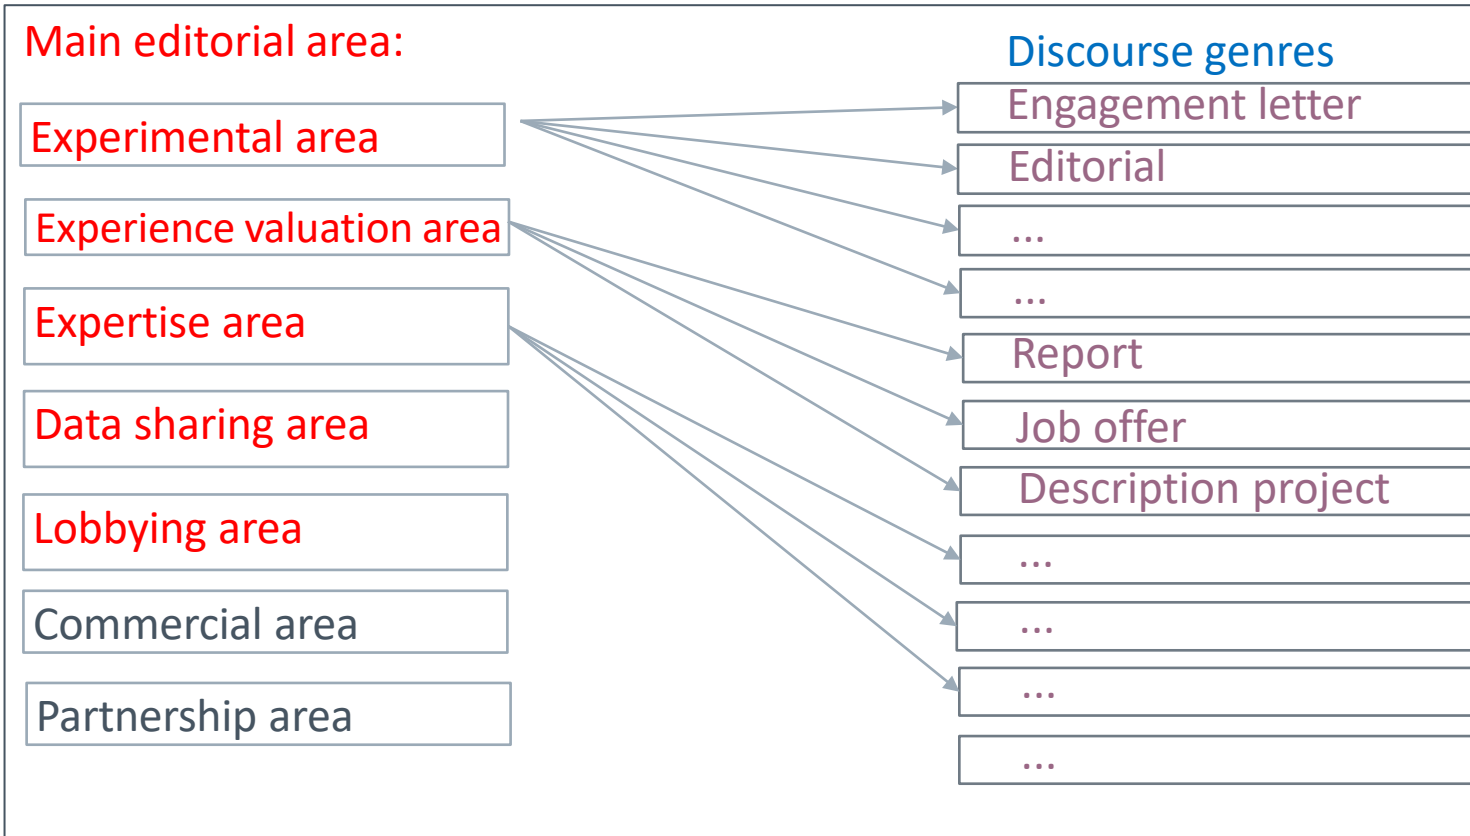 Main editorial area:
Experimental area
Experience valuation area
Expertise area
Data sharing area
Lobbying area
Commercial area
Partnership area
Discourse genres
Engagement letter
Editorial
...
...
Report
Job offer
Description project
...
...
...
...